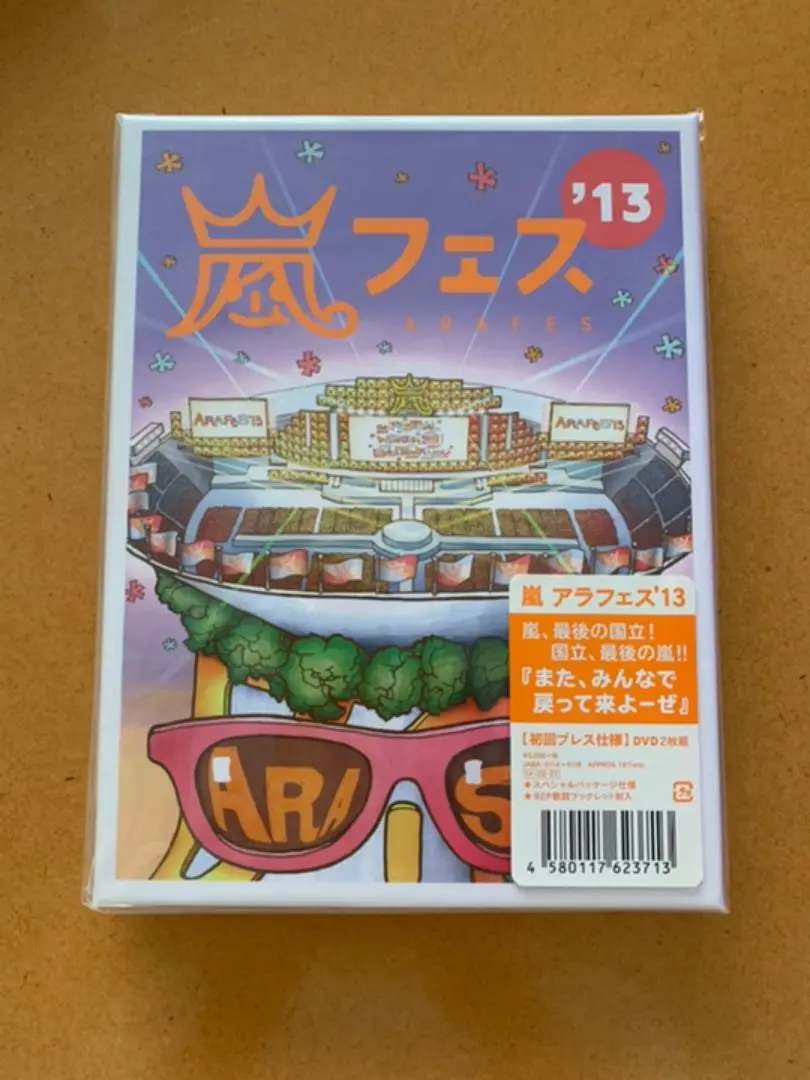 '13
嵐フェス
ARAFES
ARAFES'13
ARAFES'13
嵐 アラフェス'13
嵐、最後の国立!
国立、最後の嵐!!
『また、みんなで
戻って来よーぜ』
【初回プレス仕様】DVD2枚組
★スペシャルパッケージ仕様
ARA
S
4 580117 623713